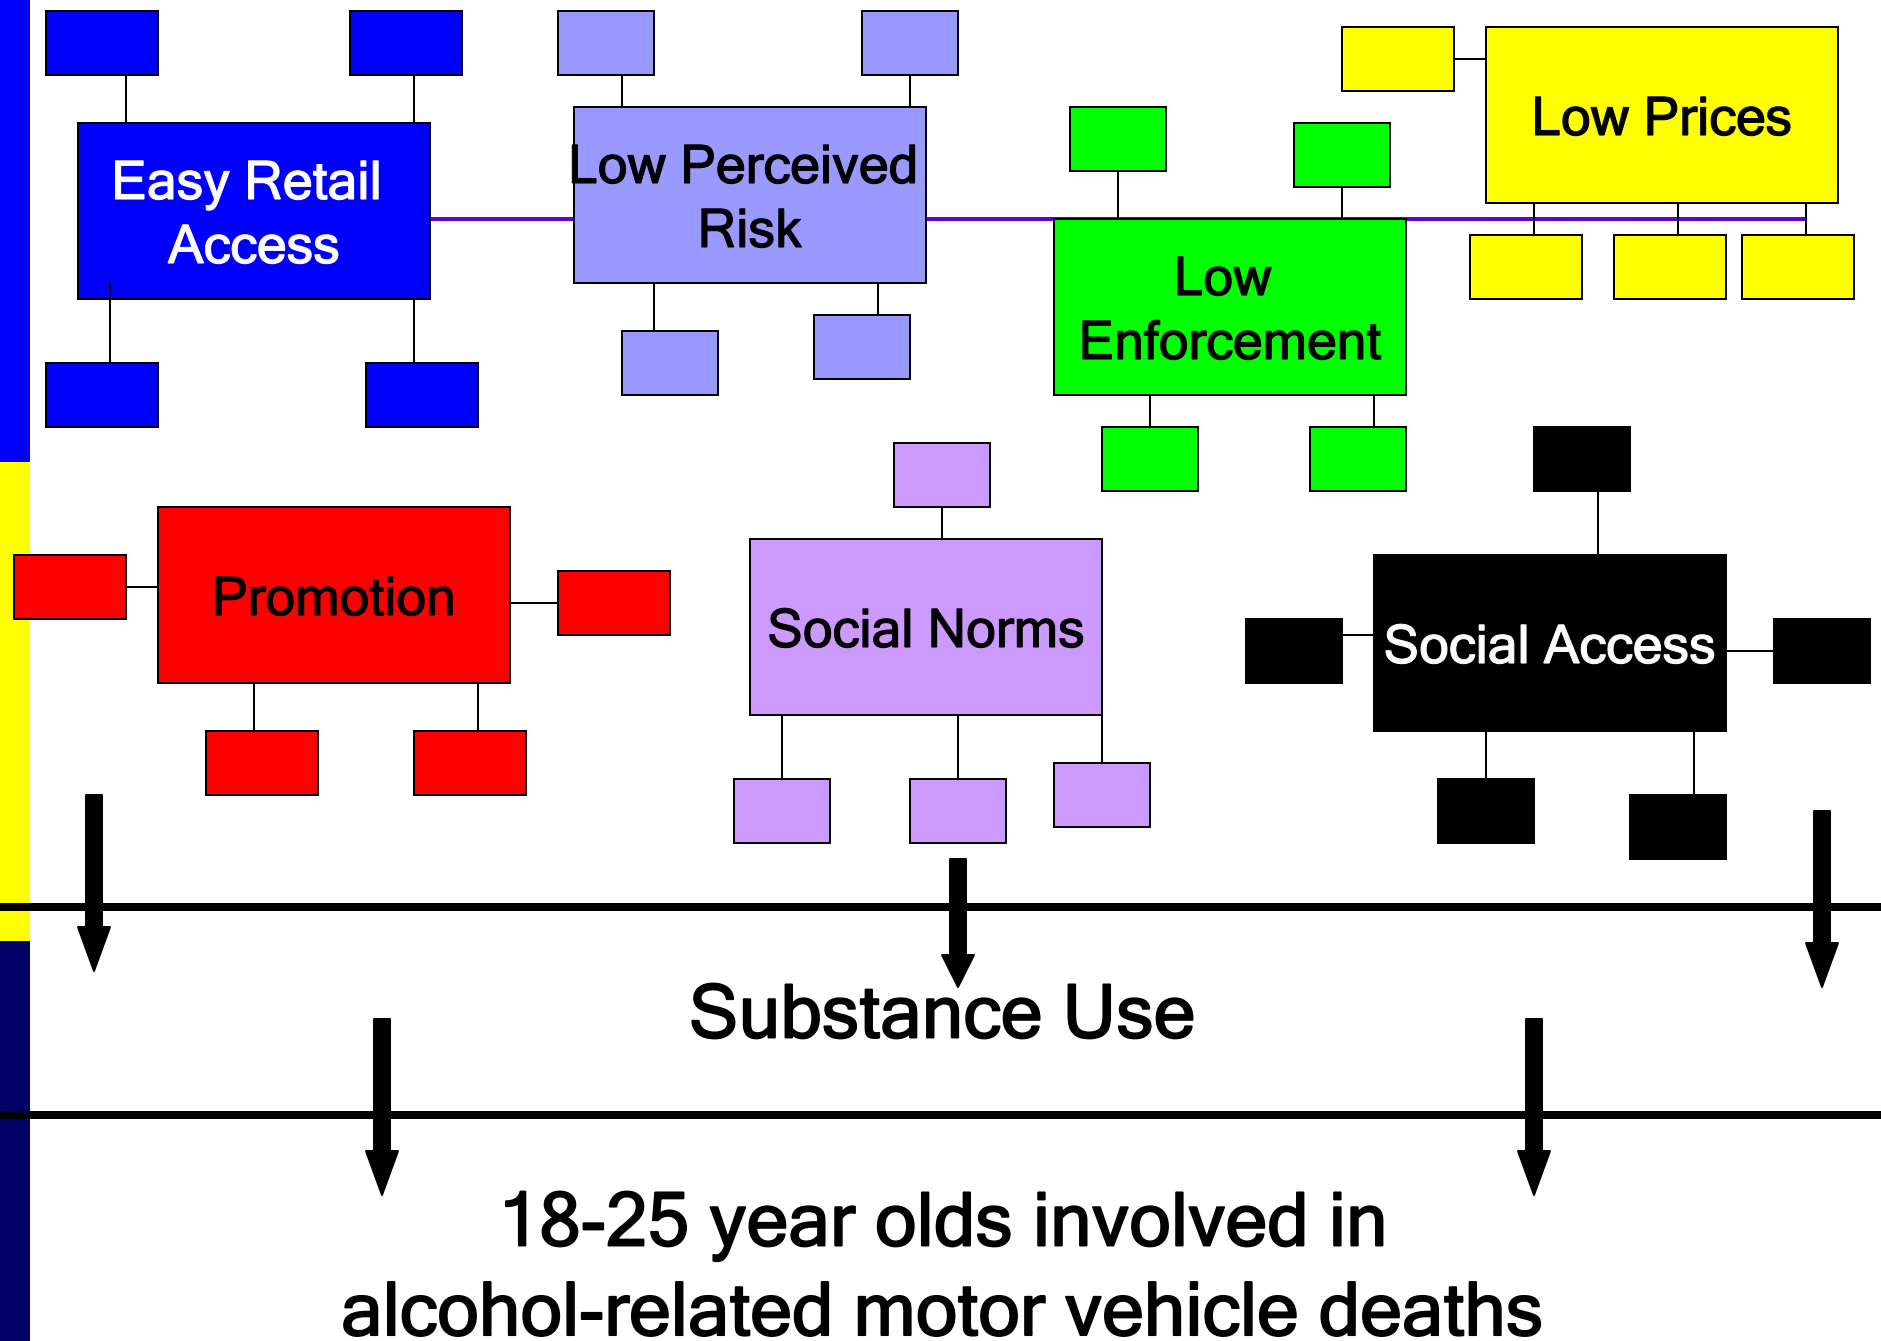 Easy Retail
Access
Low Perceived
Risk
Low
Enforcement
Low Prices
Promotion
Social Norms
Social Access
Substance Use
18-25 year olds involved in
alcohol-related motor vehicle deaths